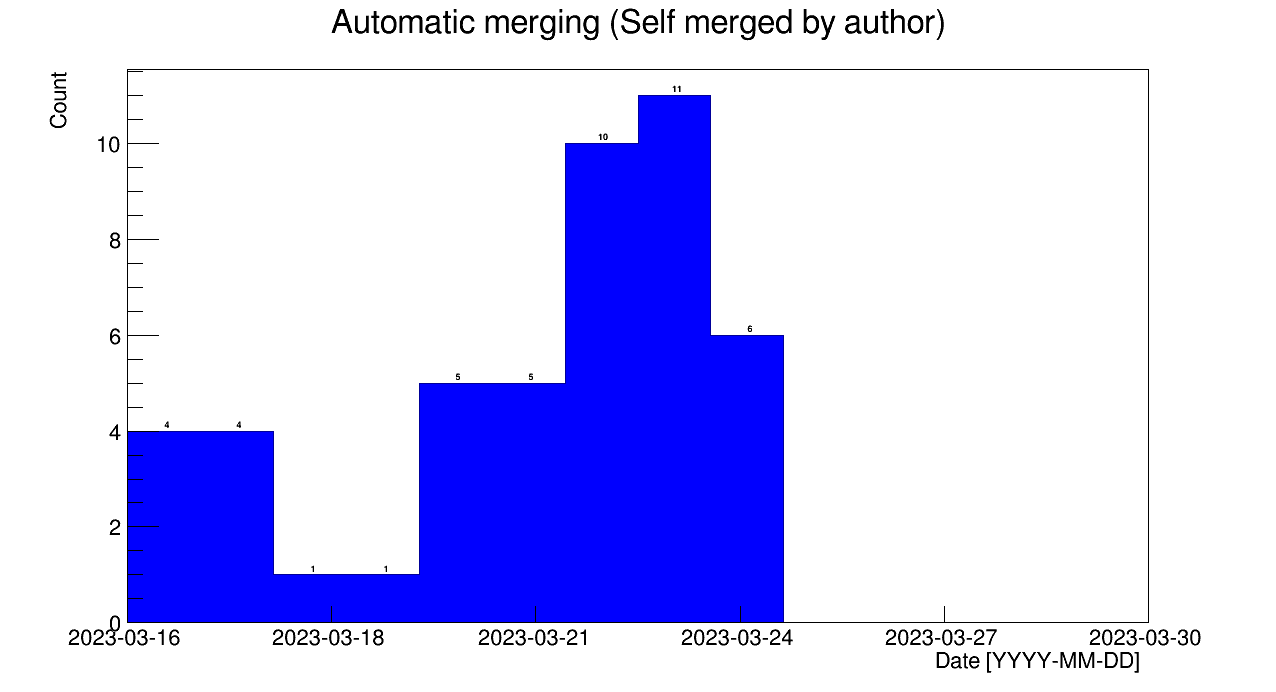 Automatic merging (Self merged by author)
Count
11
10
10
8
6
6
5 5
4 4 4
2
1 1
0
2023-03-16 2023-03-18 2023-03-21 2023-03-24 2023-03-27 2023-03-30
Date [YYYY-MM-DD]